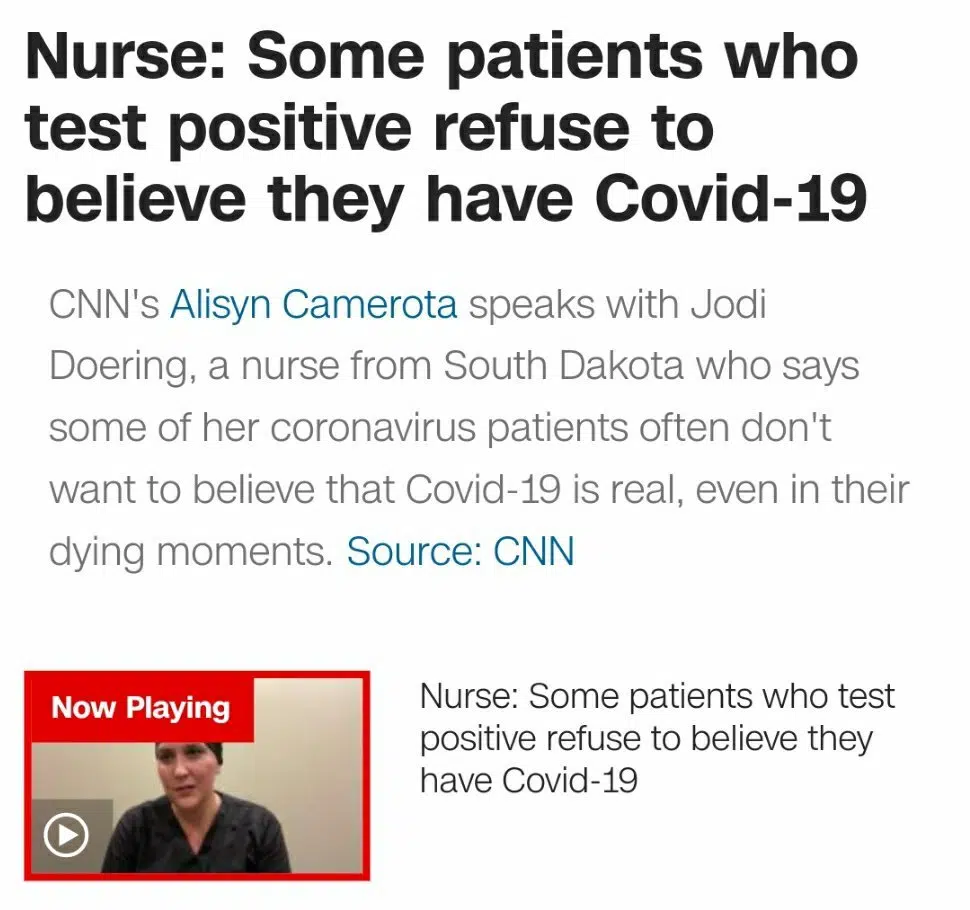 Nurse: Some patients who
test positive refuse to
believe they have Covid-19
CNN's Alisyn Camerota speaks with Jodi
Doering, a nurse from South Dakota who says
some of her coronavirus patients often don't
want to believe that Covid-19 is real, even in their
dying moments. Source: CNN
Now Playing
Nurse: Some patients who test
positive refuse to believe they
have Covid-19